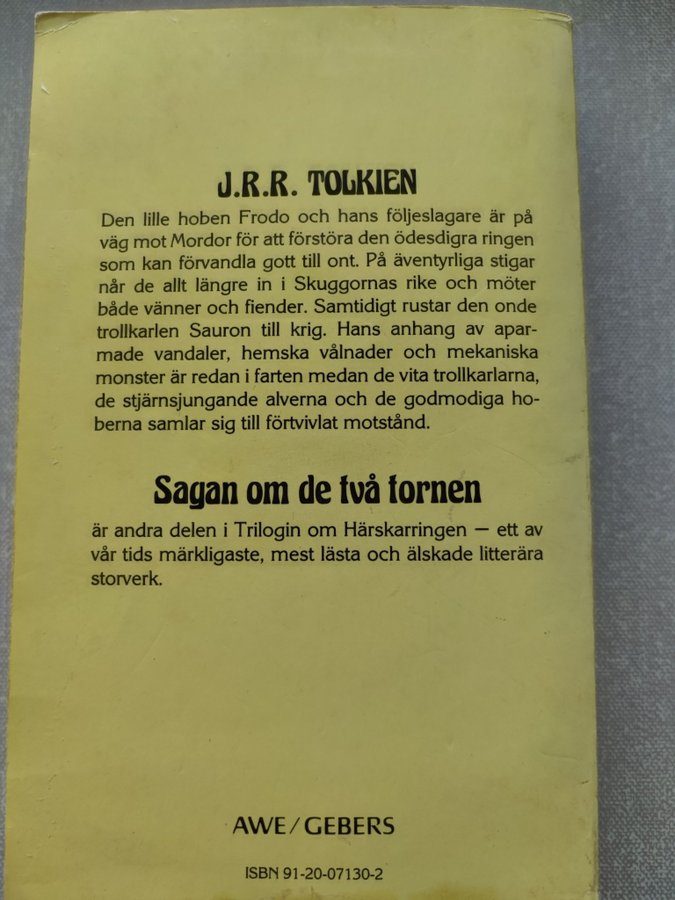 J.R.R. TOLKIEN
Den lille hoben Frodo och hans följeslagare är på
väg mot Mordor för att förstöra den ödesdigra ringen
som kan förvandla gott till ont. På äventyrliga stigar
når de allt längre in i Skuggornas rike och möter
både vänner och fiender. Samtidigt rustar den onde
trollkarlen Sauron till krig. Hans anhang av apar-
made vandaler, hemska vålnader och mekaniska
monster är redan i farten medan de vita trollkarlarna,
de stjärnsjungande alverna och de godmodiga ho-
berna samlar sig till förtvivlat motstånd.
Sagan om de två tornen
är andra delen i Trilogin om Härskarringen — ett av
vår tids märkligaste, mest lästa och älskade litterära
storverk.
AWE/GEBERS
ISBN 91-20-07130-2